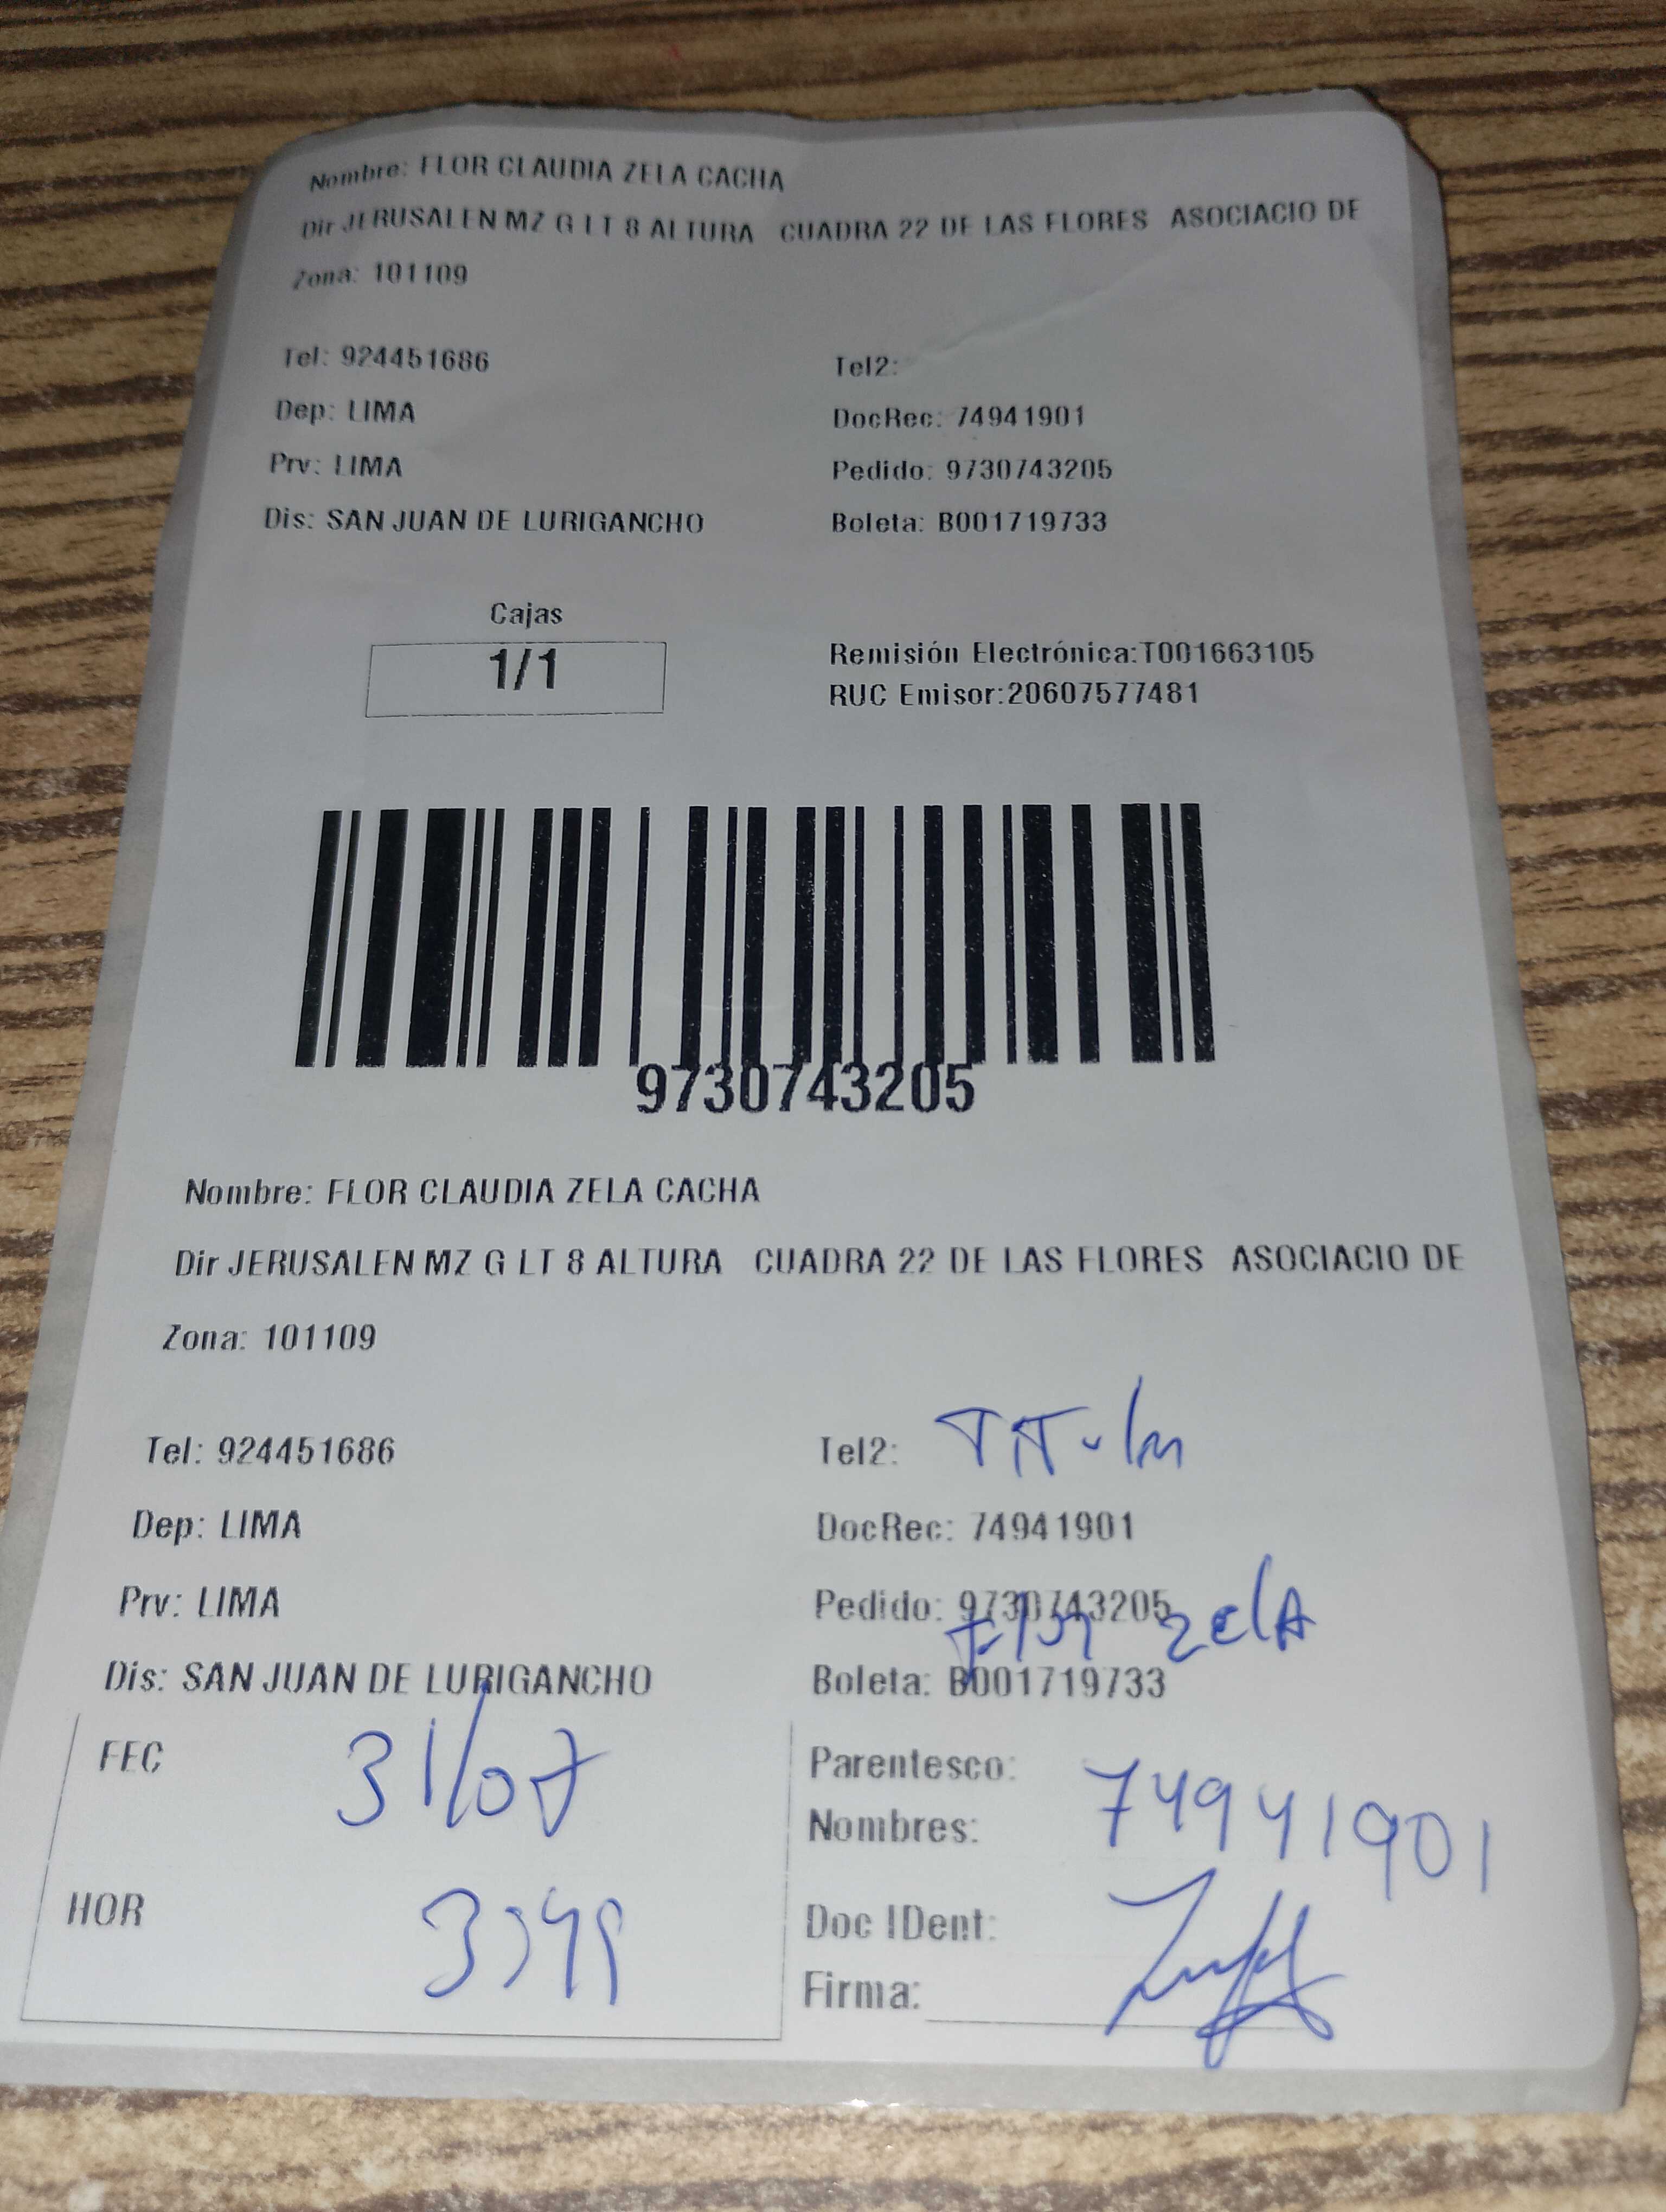 Nombre: FLOR CLAUDIA ZELA CACHA
Dir JERUSALEN MZ G LT 8 ALTURA CUADRA 22 DE LAS FLORES ASOCIACIO DE
Zona: 101109
Tel: 924451686 Tel2:
Dep: LIMA DocRec: 74941901
Prv: LIMA Pedido: 9730743205
Dis: SAN JUAN DE LURIGANCHO Boleta: B001719733
Cajas
1/1
Remisión Electrónica:T001663105
RUC Emisor:20607577481
9730743205
Nombre: FLOR CLAUDIA ZELA CACHA
Dir JERUSALEN MZ G LT 8 ALTURA CUADRA 22 DE LAS FLORES ASOCIACIO DE
Zona: 101109
Tel: 924451686 Tel2:
Dep: LIMA DocRec: 74941901
Prv: LIMA Pedido: 9730743205
Flor zelA
Dis: SAN JUAN DE LURIGANCHO Boleta: B001719733
FEC 31/07 Parentesco:
Nombres: 74941901
HOR Doc IDent:
Firma: